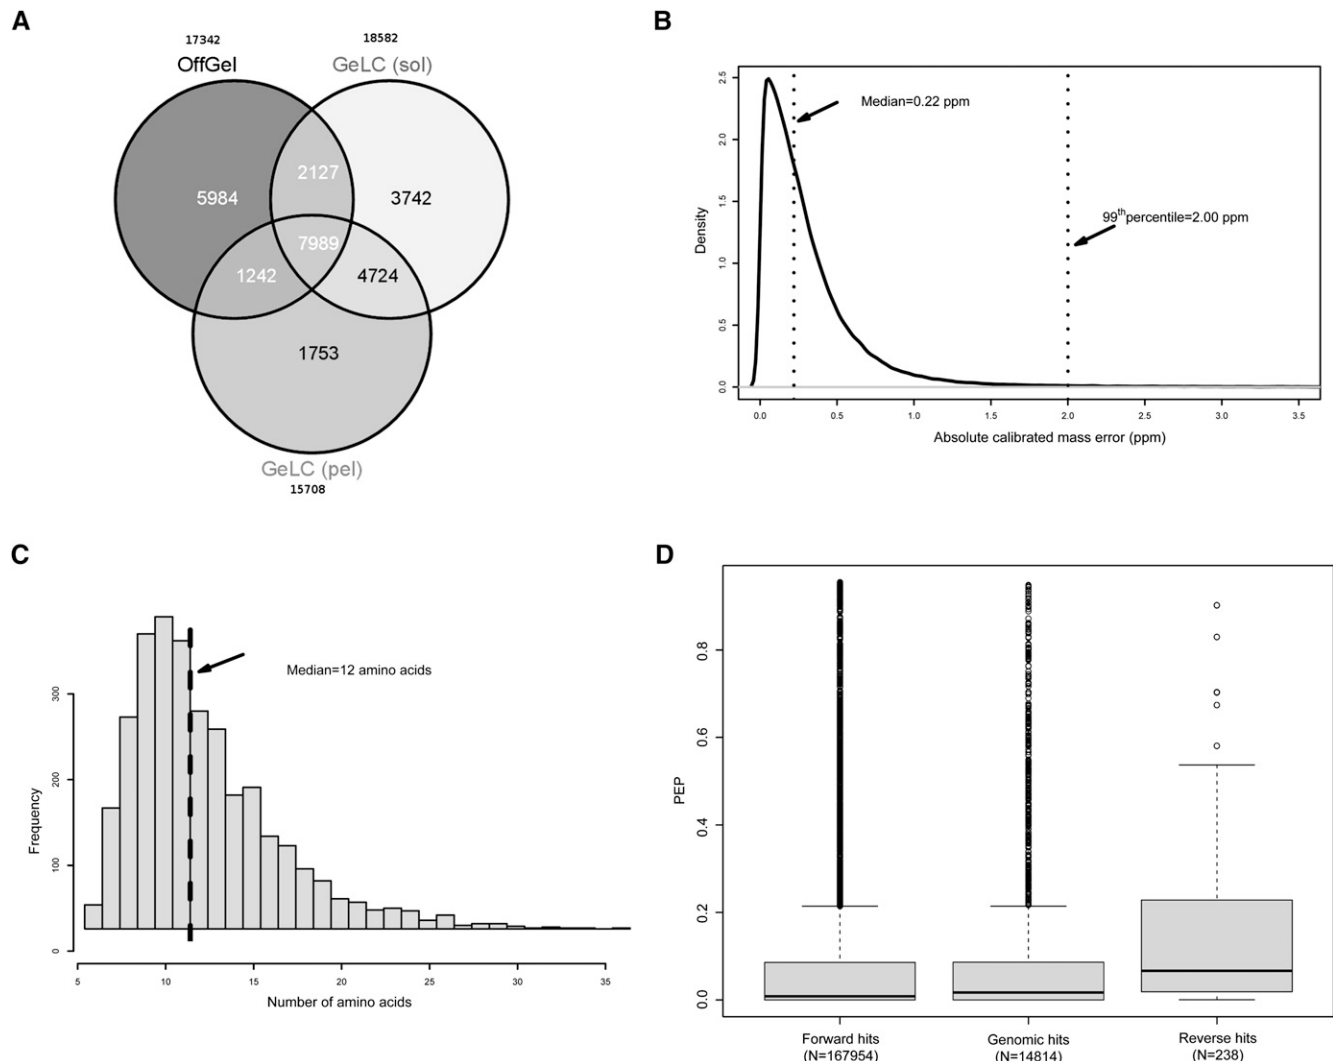 A
17342
OffGel
18582
GeLC (sol)
2127
5984
3742
7989
1242
4724
1753
GeLC (pel)
15708
B
2.5
2.0
1.5
1.0
0.5
0.0
Density
Median=0.22 ppm
99th percentile=2.00 ppm
0.0 0.5 1.0 1.5 2.0 2.5 3.0 3.5
Absolute calibrated mass error (ppm)
C
300
200
100
0
Frequency
Median=12 amino acids
5 10 15 20 25 30 35
Number of amino acids
D
0.8
0.6
0.4
0.2
0.0
PEP
Forward hits
(N=167954)
Genomic hits
(N=14814)
Reverse hits
(N=238)